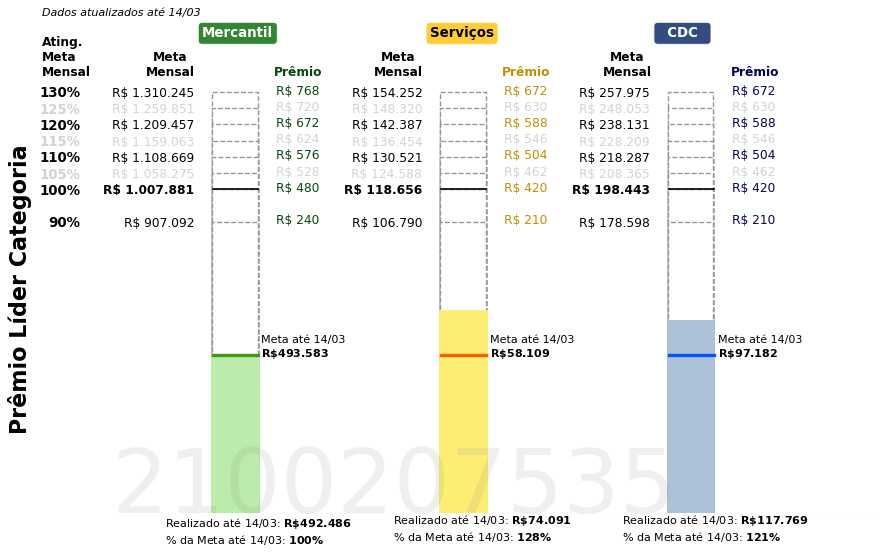 Dados atualizados até 14/03
Mercantil Serviços CDC
Ating.
Meta Meta Meta Meta
Mensal Mensal Prêmio Mensal Prêmio Mensal Prêmio
130% R$ 1.310.245 R$ 768 R$ 154.252 R$ 672 R$ 257.975 R$ 672
125% R$ 1.259.851 R$ 720 R$ 148.320 R$ 630 R$ 248.053 R$ 630
120% R$ 1.209.457 R$ 672 R$ 142.387 R$ 588 R$ 238.131 R$ 588
115% R$ 1.159.063 R$ 624 R$ 136.454 R$ 546 R$ 228.209 R$ 546
110% R$ 1.108.669 R$ 576 R$ 130.521 R$ 504 R$ 218.287 R$ 504
105% R$ 1.058.275 R$ 528 R$ 124.588 R$ 462 R$ 208.365 R$ 462
100% R$ 1.007.881 R$ 480 R$ 118.656 R$ 420 R$ 198.443 R$ 420
90% R$ 907.092 R$ 240 R$ 106.790 R$ 210 R$ 178.598 R$ 210
Prêmio Líder Categoria
Meta até 14/03 Meta até 14/03 Meta até 14/03
R$493.583 R$58.109 R$97.182
2100207535
Realizado até 14/03: R$492.486 Realizado até 14/03: R$74.091 Realizado até 14/03: R$117.769
% da Meta até 14/03: 100% % da Meta até 14/03: 128% % da Meta até 14/03: 121%